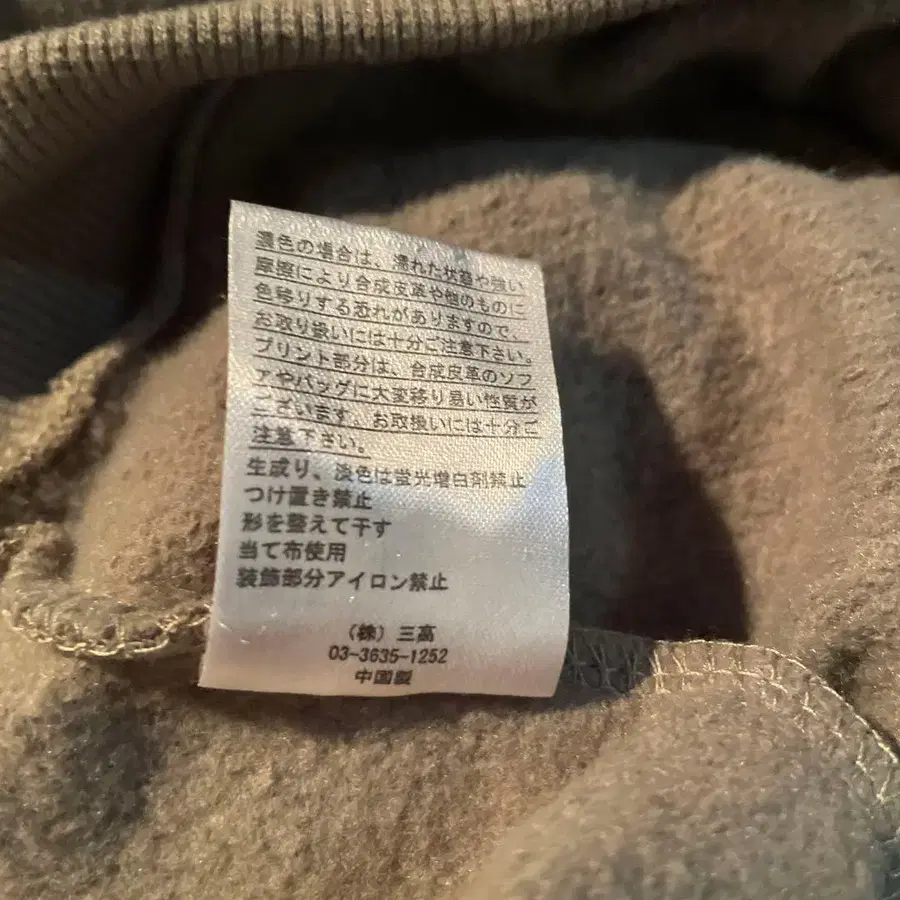 濃色の場合は、濡れた状態や強い
摩擦により合成皮革や他のものに
色移りする恐れがありますので、
お取り扱いには十分ご注意下さい。
プリント部分は、合成皮革のソフ
ァやバッグに大変移り易い性質が
ございます。お取扱いには十分ご
注意下さい。
生成り、淡色は蛍光増白剤禁止
つけ置き禁止
形を整えて干す
当て布使用
装飾部分アイロン禁止
（株）三高
03-3635-1252
中国製